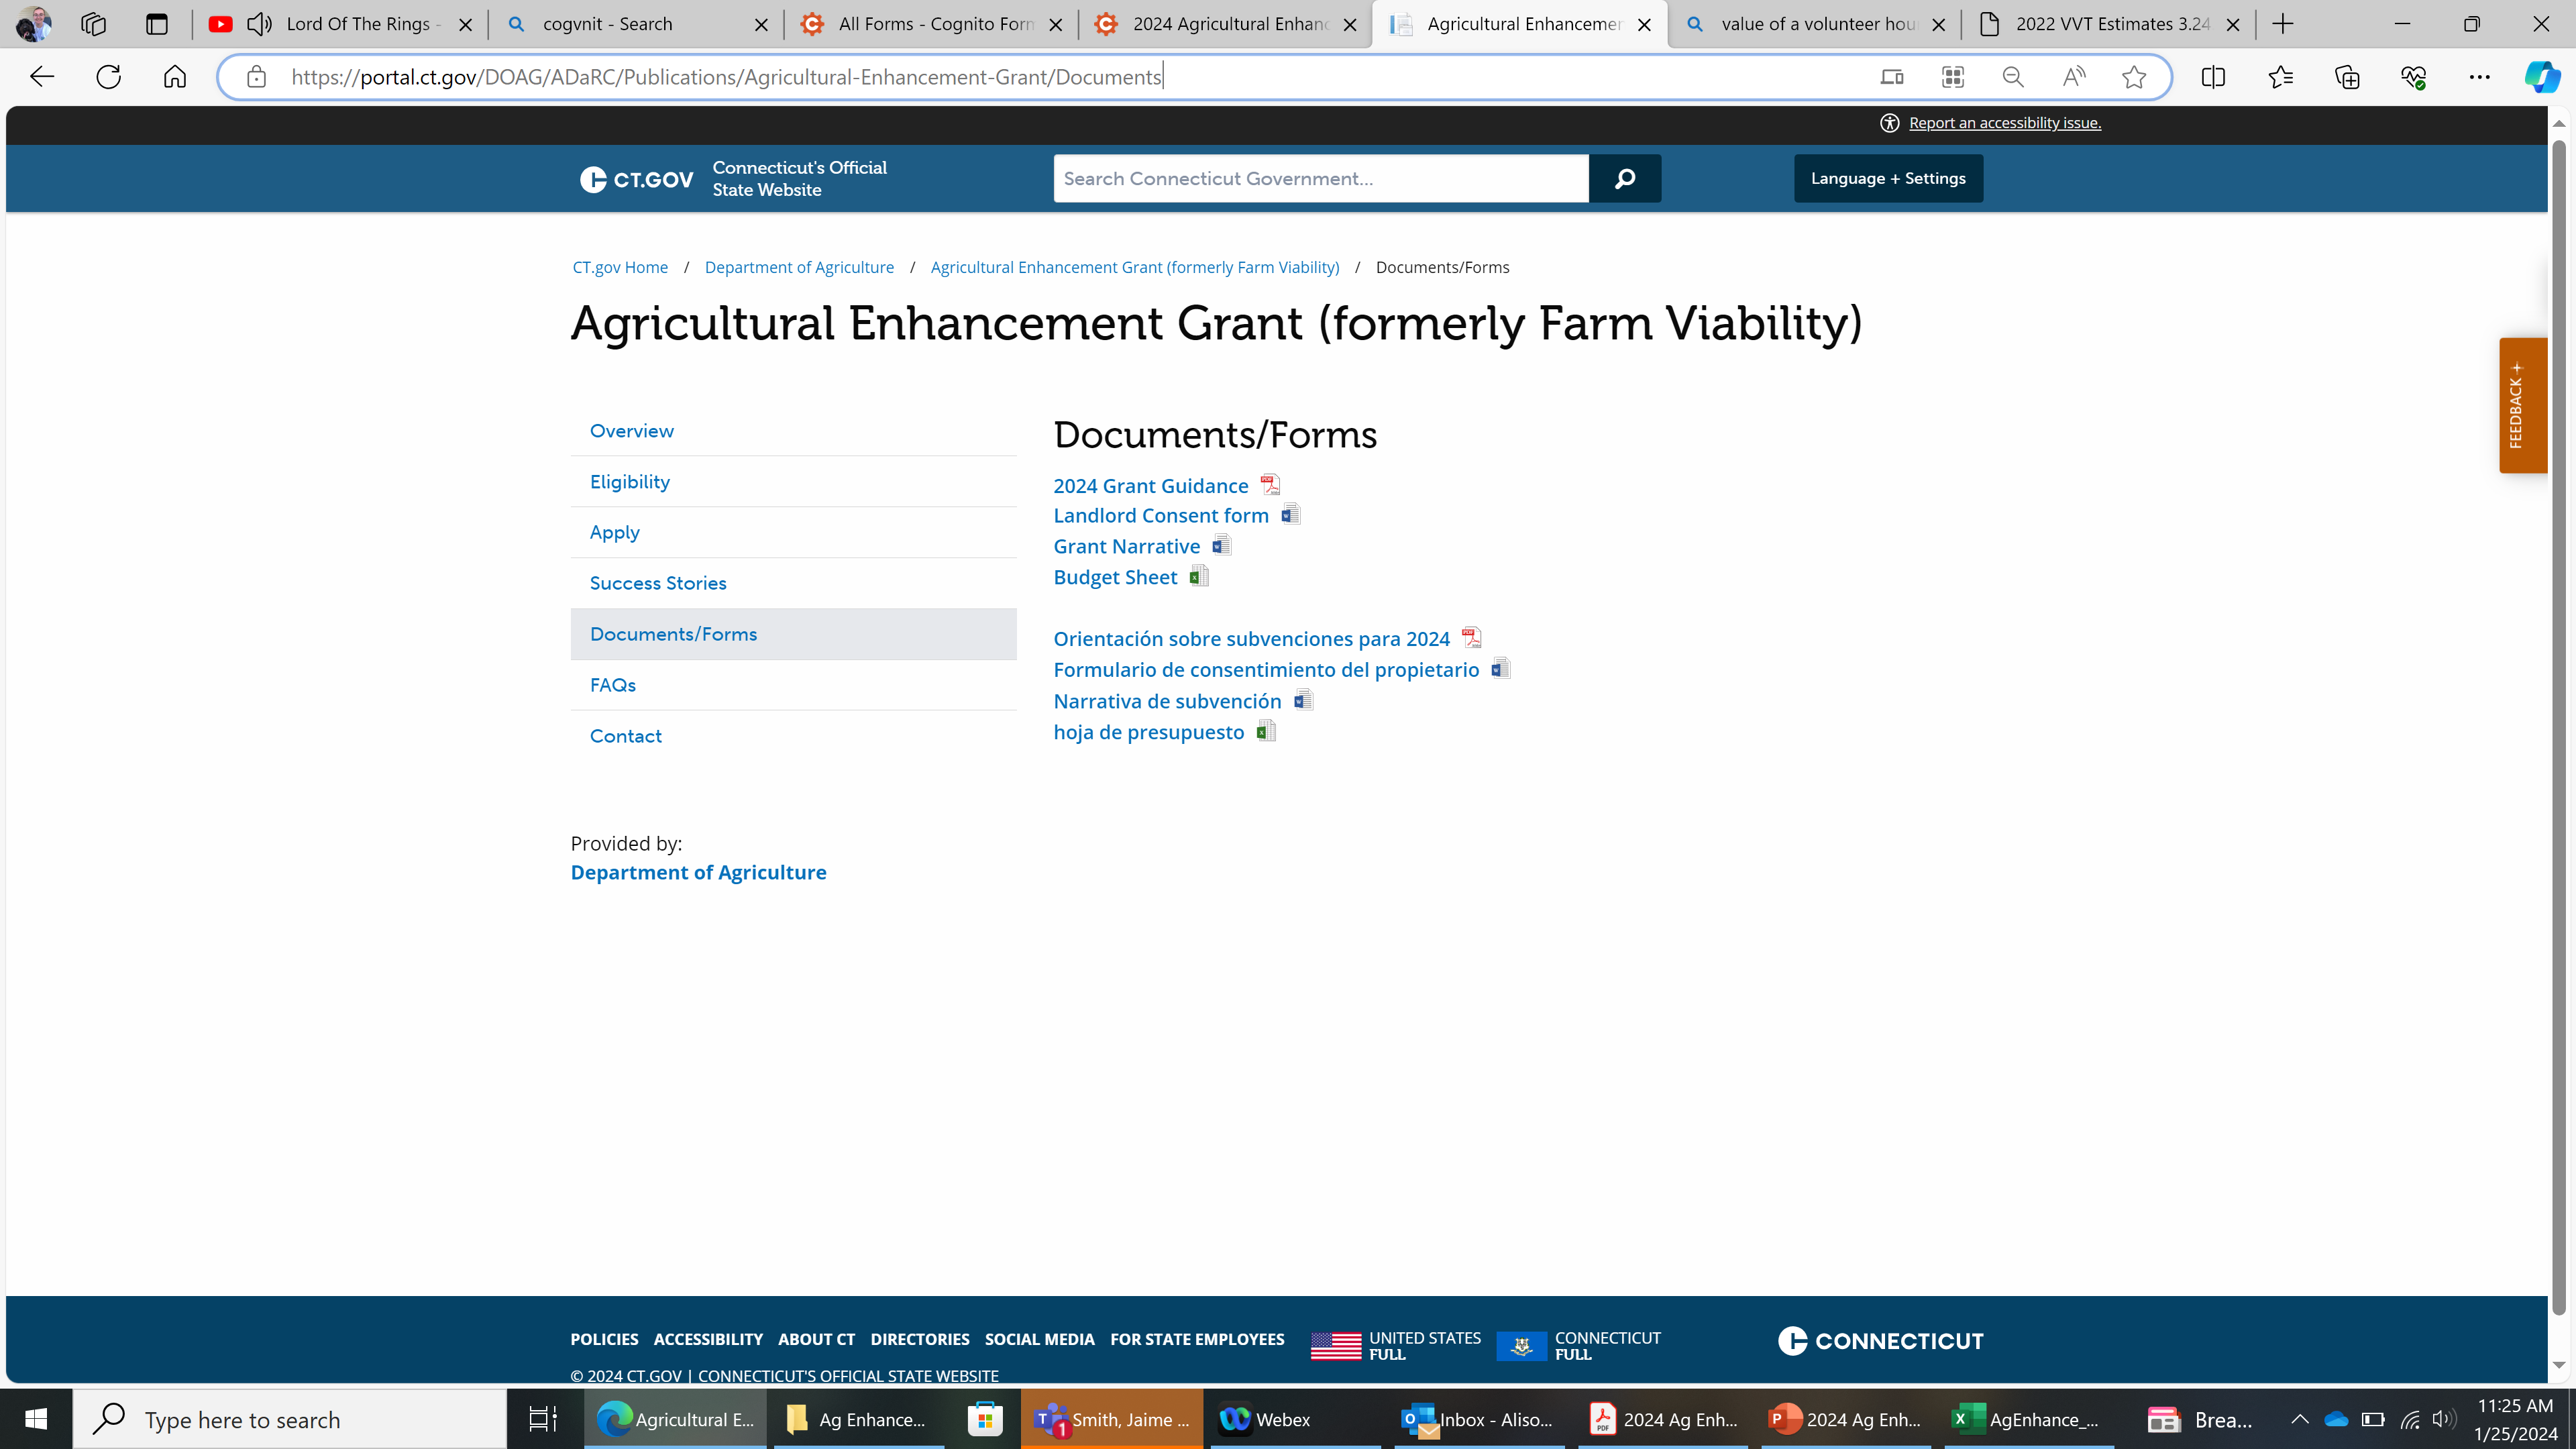 Lord Of The Rings -
cogvnit - Search
All Forms - Cognito Form
2024 Agricultural Enhanc
Agricultural Enhancemen
value of a volunteer hou
2022 VVT Estimates 3.24
https://portal.ct.gov/DOAG/ADaRC/Publications/Agricultural-Enhancement-Grant/Documents
Report an accessibility issue.
CT.GOV
Connecticut's Official
State Website
Search Connecticut Government...
Language + Settings
CT.gov Home / Department of Agriculture / Agricultural Enhancement Grant (formerly Farm Viability) / Documents/Forms
Agricultural Enhancement Grant (formerly Farm Viability)
FEEDBACK +
Overview
Eligibility
Apply
Success Stories
Documents/Forms
FAQs
Contact
Documents/Forms
2024 Grant Guidance
Landlord Consent form
Grant Narrative
Budget Sheet
Orientación sobre subvenciones para 2024
Formulario de consentimiento del propietario
Narrativa de subvención
hoja de presupuesto
Provided by:
Department of Agriculture
POLICIES ACCESSIBILITY ABOUT CT DIRECTORIES SOCIAL MEDIA FOR STATE EMPLOYEES
UNITED STATES
FULL
CONNECTICUT
FULL
CONNECTICUT
© 2024 CT.GOV | CONNECTICUT'S OFFICIAL STATE WEBSITE
Type here to search
Agricultural E...
Ag Enhance...
1
Smith, Jaime ...
Webex
Inbox - Aliso...
2024 Ag Enh...
2024 Ag Enh...
AgEnhance_...
Brea...
11:25 AM
1/25/2024